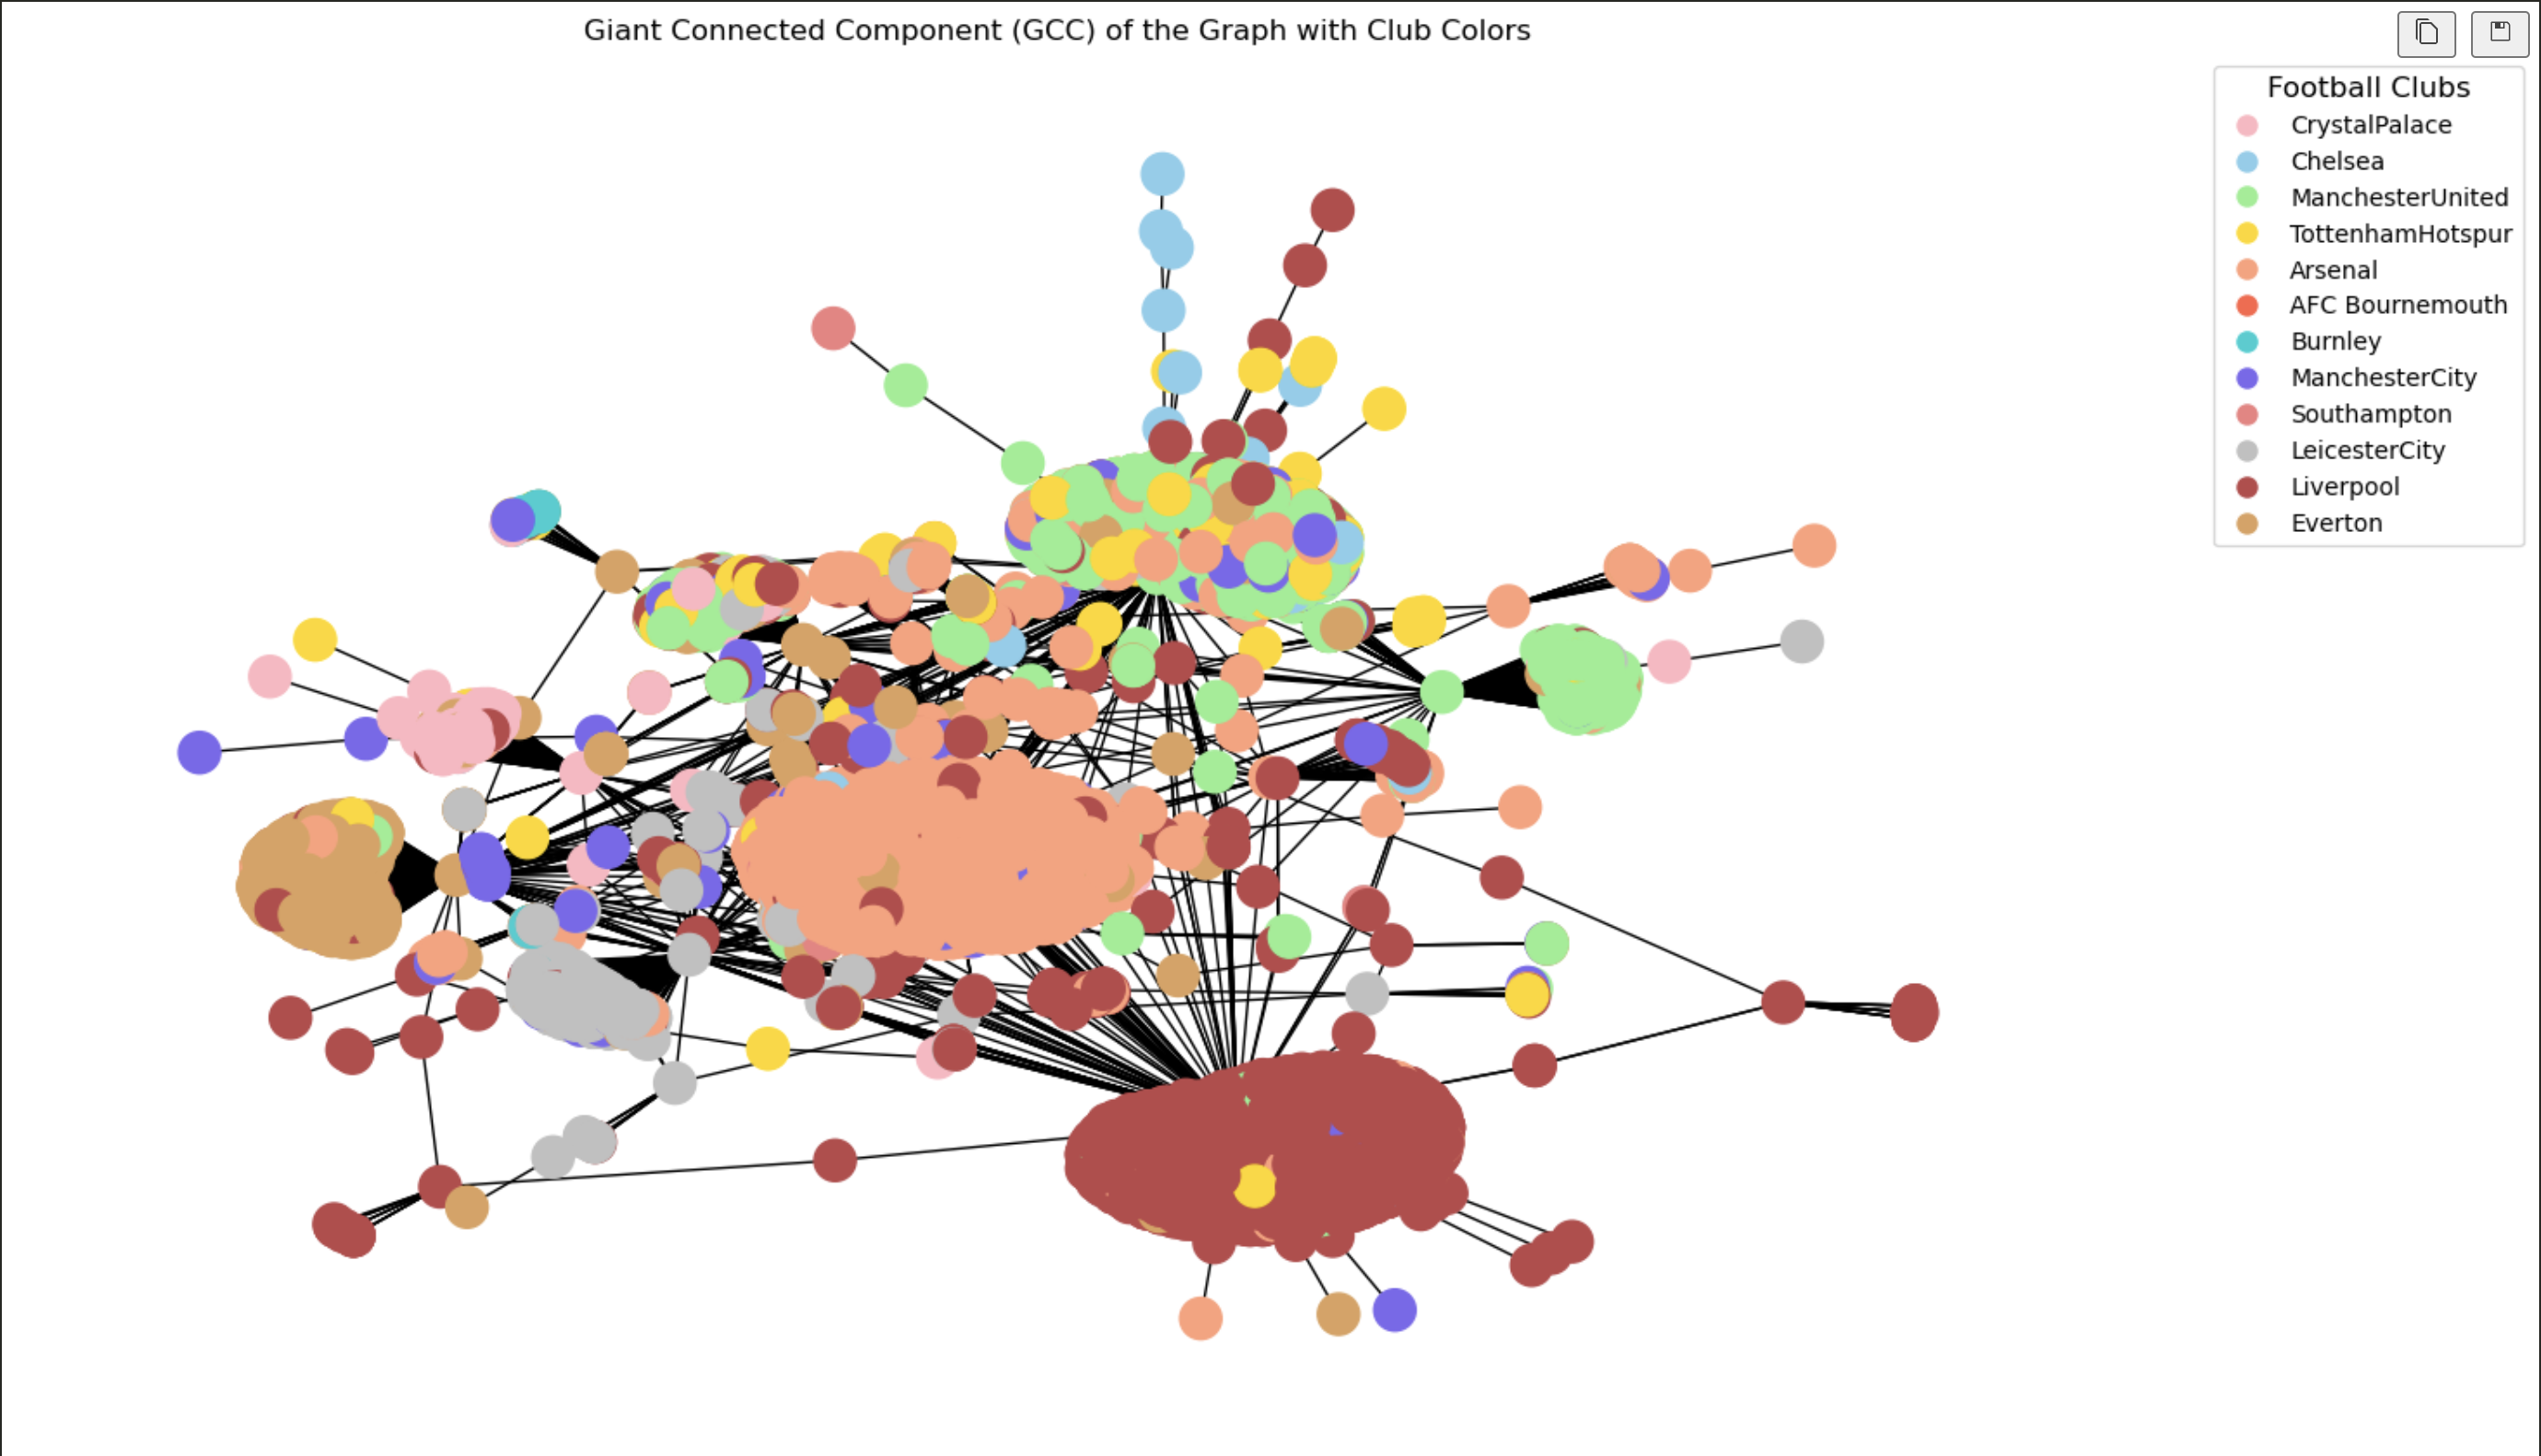 Giant Connected Component (GCC) of the Graph with Club Colors
Football Clubs
CrystalPalace
Chelsea
ManchesterUnited
TottenhamHotspur
Arsenal
AFC Bournemouth
Burnley
ManchesterCity
Southampton
LeicesterCity
Liverpool
Everton